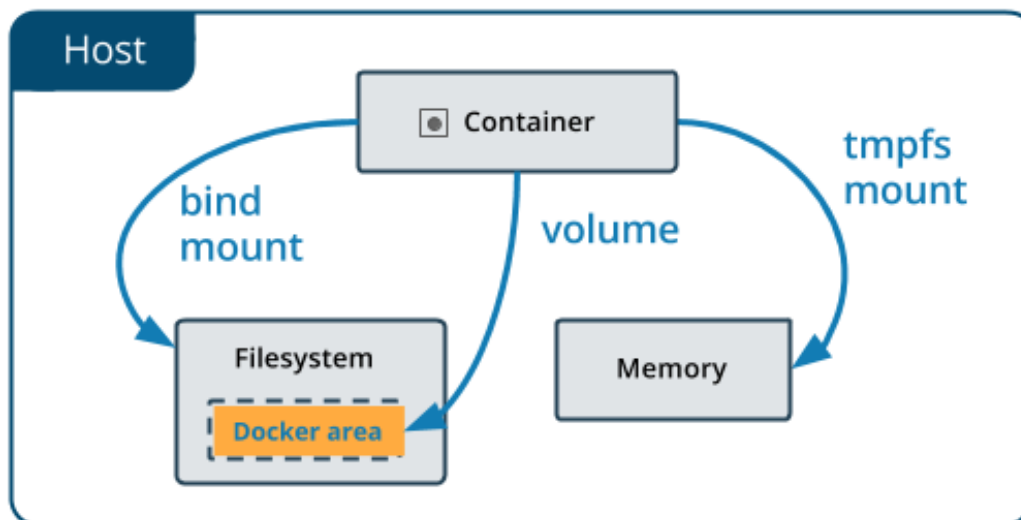 Host
Container
bind
mount
volume
tmpfs
mount
Filesystem
Docker area
Memory